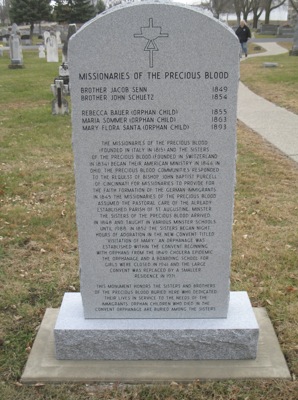 MISSIONARIES OF THE PRECIOUS BLOOD
BROTHER JACOB SENN 1849
BROTHER JOHN SCHUETZ 1854
REBECCA BAUER (ORPHAN CHILD) 1855
MARIA SOMMER (ORPHAN CHILD) 1863
MARY FLORA SANTA (ORPHAN CHILD) 1893
THE MISSIONARIES OF THE PRECIOUS BLOOD
(FOUNDED IN ITALY IN 1815) AND THE SISTERS
OF THE PRECIOUS BLOOD (FOUNDED IN SWITZERLAND
IN 1834) BEGAN THEIR AMERICAN MINISTRY IN 1844 IN
OHIO. THE PRECIOUS BLOOD COMMUNITIES RESPONDED
TO THE REQUEST OF BISHOP JOHN BAPTIST PURCELL
OF CINCINNATI FOR MISSIONARIES TO PROVIDE FOR
THE FAITH FORMATION OF THE GERMAN IMMIGRANTS.
IN 1845 THE MISSIONARIES OF THE PRECIOUS BLOOD
ASSUMED THE PASTORAL CARE OF THE ALREADY
ESTABLISHED PARISH OF ST. AUGUSTINE, MINSTER.
THE SISTERS OF THE PRECIOUS BLOOD ARRIVED
IN AND TAUGHT IN VARIOUS MINSTER SCHOOLS
UNTIL IN 1852 THE SISTERS BEGAN NIGHT
HOURS OF ADORATION IN THE NEW CONVENT TITLED
"VISITATION OF MARY". AN ORPHANAGE WAS
ESTABLISHED WITHIN THE CONVENT BEGINNING
WITH ORPHANS FROM THE 1849 CHOLERA EPIDEMIC.
THE ORPHANAGE AND A BOARDING SCHOOL FOR
GIRLS WERE CLOSED IN AND THE LARGE
CONVENT WAS REPLACED BY A SMALLER
RESIDENCE IN
THIS MONUMENT HONORS THE SISTERS AND BROTHERS
OF THE PRECIOUS BLOOD BURIED HERE WHO DEDICATED
THEIR LIVES IN SERVICE TO THE NEEDS OF THE
IMMIGRANTS. ORPHAN CHILDREN WHO DIED IN THE
CONVENT ORPHANAGE ARE BURIED AMONG THE SISTERS.